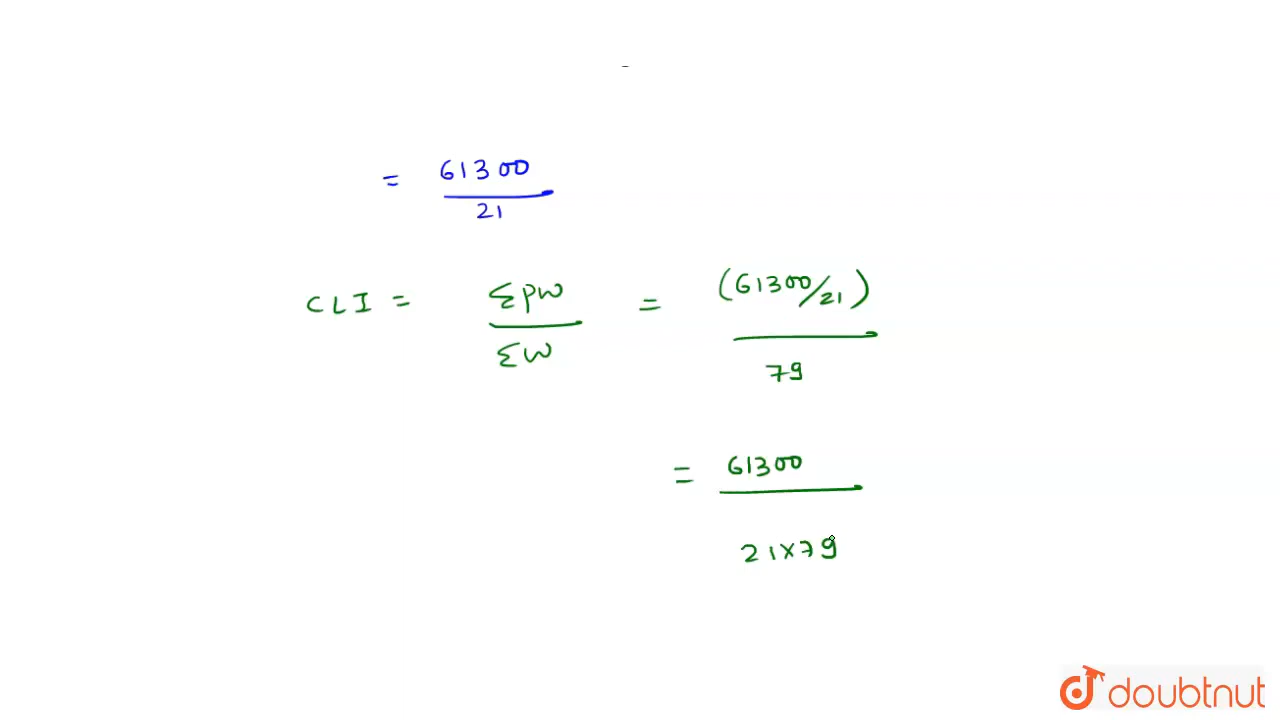 = 61300/21
CLI = Σpw/Σw = (61300/21)/79
= 61300/21×79
doubtnut